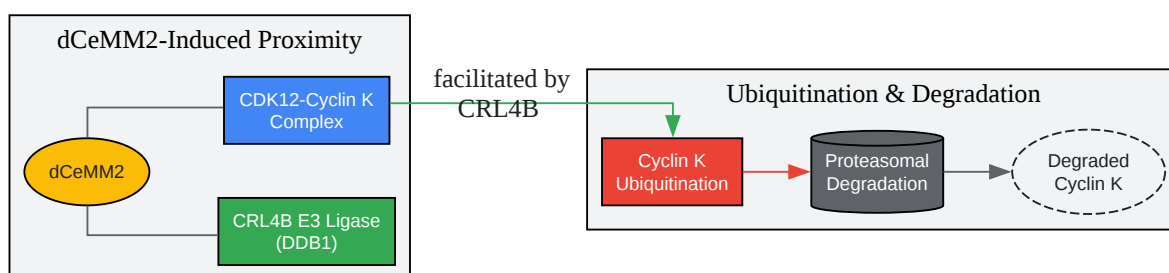 dCeMM2-Induced Proximity
CDK12-Cyclin K
Complex
dCeMM2
CRL4B E3 Ligase
(DDB1)
facilitated by
CRL4B
Ubiquitination & Degradation
Cyclin K
Ubiquitination
Proteasomal
Degradation
Degraded
Cyclin K